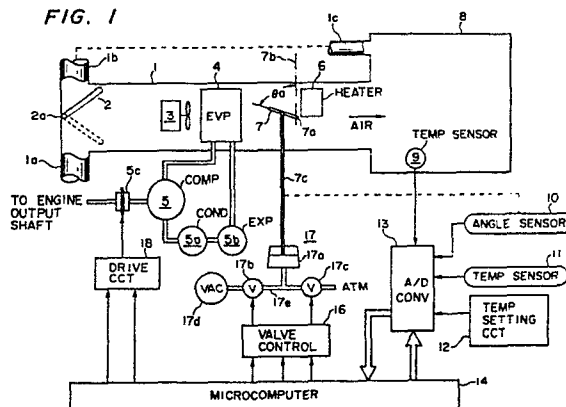 FIG. 1
1b
1
4
7b
6
1c
8
2a
2
3
EVP
θa
7
7a
HEATER
AIR
TEMP SENSOR
9
1a
5c
COMP
5
7c
TO ENGINE
OUTPUT
SHAFT
COND
5a
EXP
5b
17
17a
13
10
ANGLE SENSOR
11
TEMP SENSOR
A/D
CONV
TEMP
SETTING
CCT
12
18
DRIVE
CCT
17b
17c
VAC
V
V
ATM
17d
17e
16
VALVE
CONTROL
MICROCOMPUTER
14